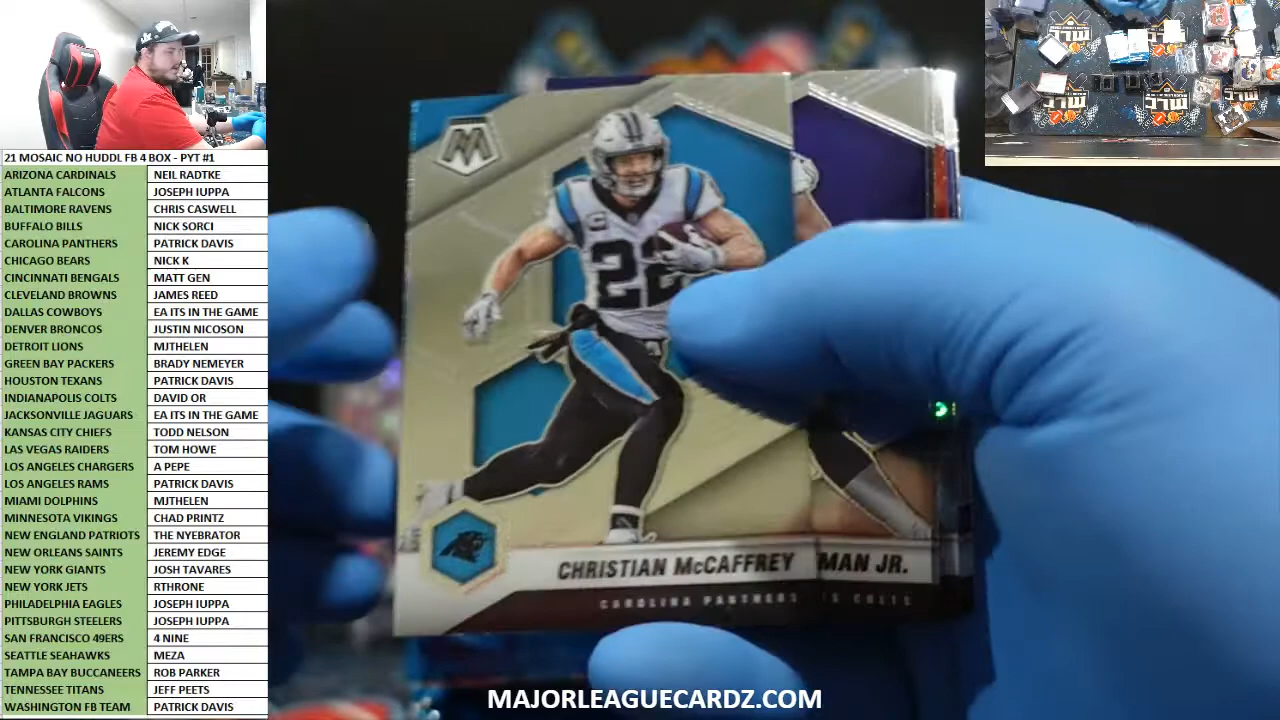 21 MOSAIC NO HUDDL FB 4 BOX - PYT #1
ARIZONA CARDINALS NEIL RADTKE
ATLANTA FALCONS JOSEPH IUPPA
BALTIMORE RAVENS CHRIS CASWELL
BUFFALO BILLS NICK SORCI
CAROLINA PANTHERS PATRICK DAVIS
CHICAGO BEARS NICK K
CINCINNATI BENGALS MATT GEN
CLEVELAND BROWNS JAMES REED
DALLAS COWBOYS EA ITS IN THE GAME
DENVER BRONCOS JUSTIN NICOSON
DETROIT LIONS MJTHELEN
GREEN BAY PACKERS BRADY NEMEYER
HOUSTON TEXANS PATRICK DAVIS
INDIANAPOLIS COLTS DAVID OR
JACKSONVILLE JAGUARS EA ITS IN THE GAME
KANSAS CITY CHIEFS TODD NELSON
LAS VEGAS RAIDERS TOM HOWE
LOS ANGELES CHARGERS A PEPE
LOS ANGELES RAMS PATRICK DAVIS
MIAMI DOLPHINS MJTHELEN
MINNESOTA VIKINGS CHAD PRINTZ
NEW ENGLAND PATRIOTS THE NYEBRATOR
NEW ORLEANS SAINTS JEREMY EDGE
NEW YORK GIANTS JOSH TAVARES
NEW YORK JETS RTHRONE
PHILADELPHIA EAGLES JOSEPH IUPPA
PITTSBURGH STEELERS JOSEPH IUPPA
SAN FRANCISCO 49ERS 4 NINE
SEATTLE SEAHAWKS MEZA
TAMPA BAY BUCCANEERS ROB PARKER
TENNESSEE TITANS JEFF PEETS
WASHINGTON FB TEAM PATRICK DAVIS
M
22
CHRISTIAN McCAFFREY
CAROLINA PANTHERS
MAN JR.
S COLTS
MLC
MLC
MLC
MLC
MAJORLEAGUECARDZ.COM